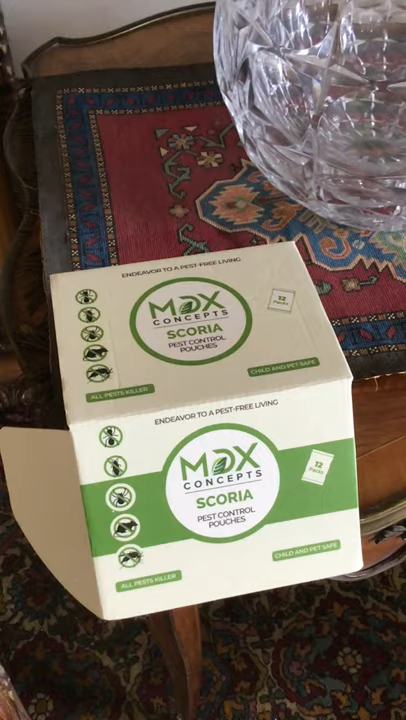 ENDEAVOR TO A PEST-FREE LIVING
MAX
CONCEPTS
SCORIA
PEST CONTROL
POUCHES
12
Packs
ALL PESTS KILLER
CHILD AND PET SAFE
ENDEAVOR TO A PEST-FREE LIVING
MAX
CONCEPTS
SCORIA
PEST CONTROL
POUCHES
12
Packs
ALL PESTS KILLER
CHILD AND PET SAFE